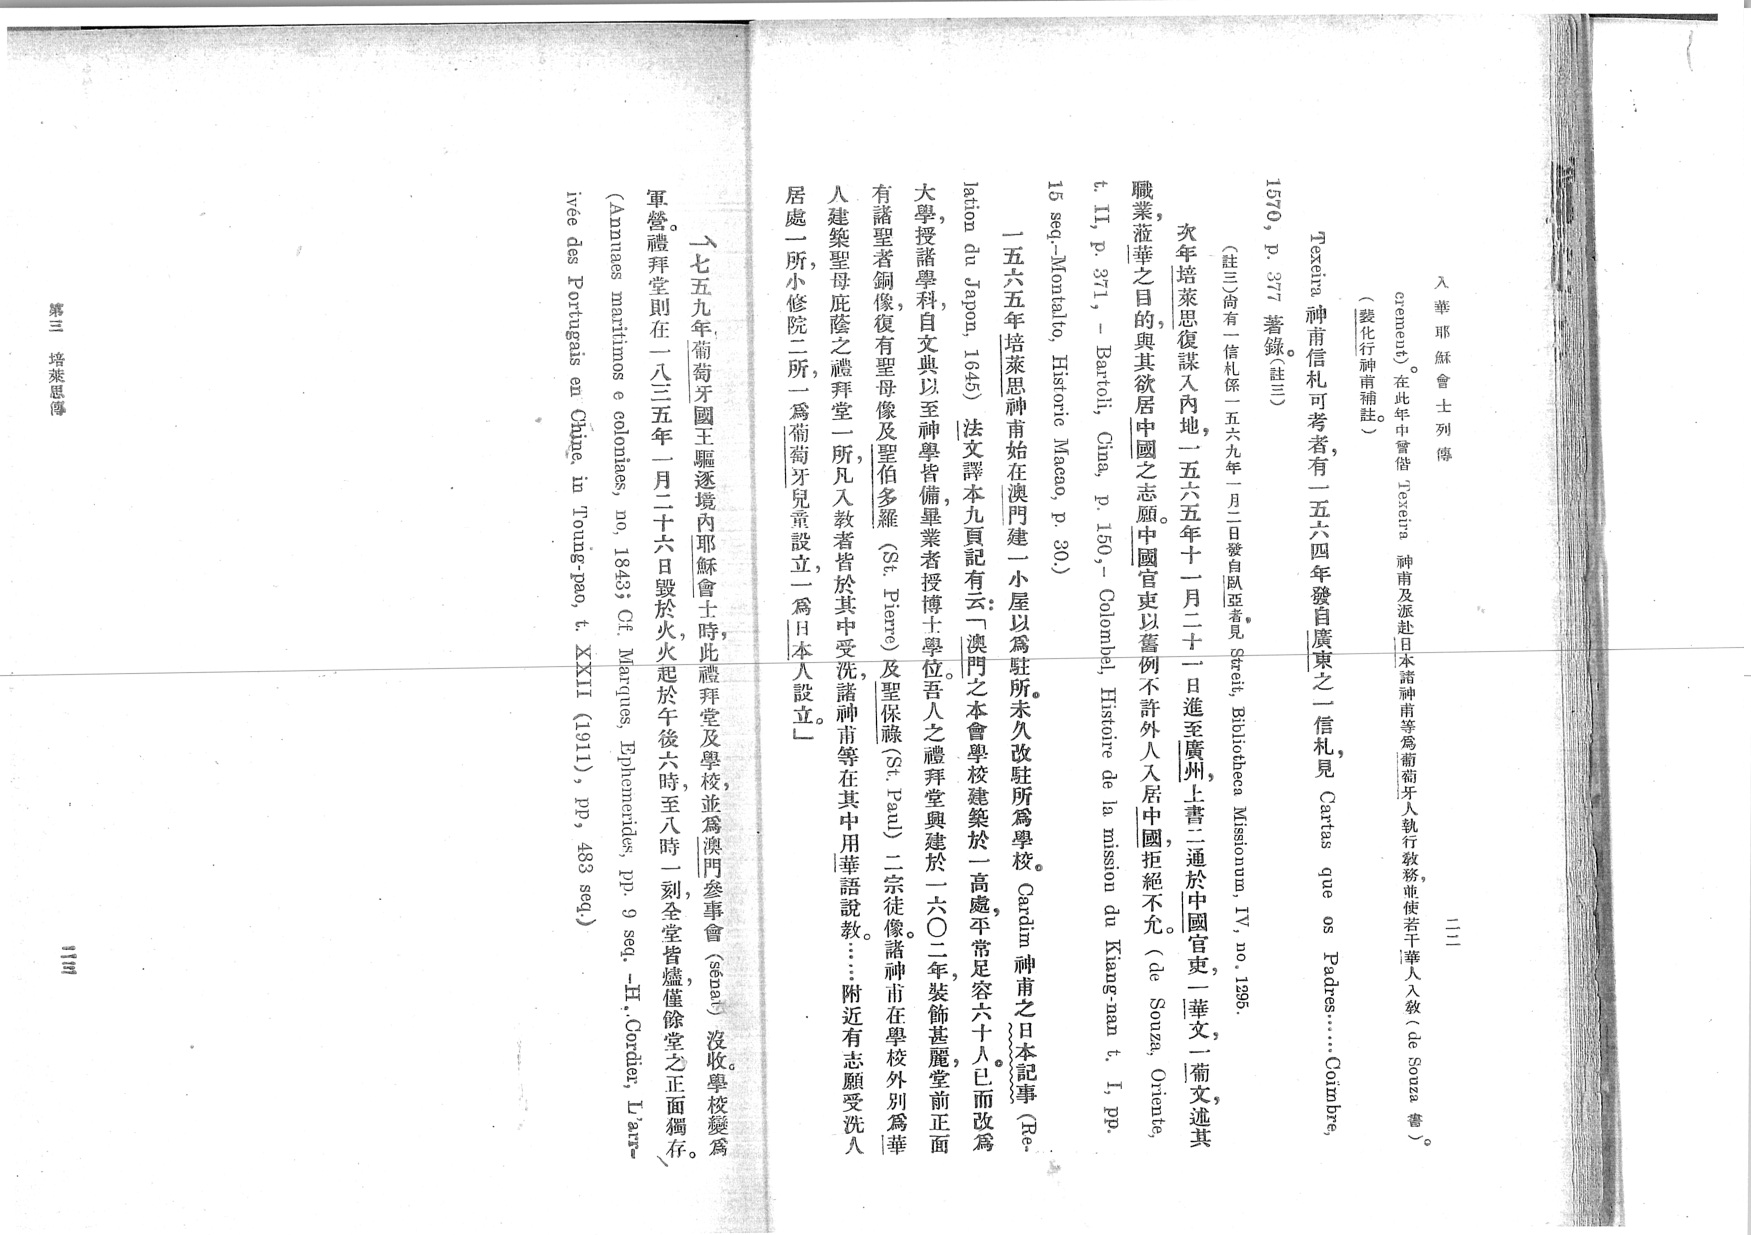 入華耶穌會士列傳
二二
erement)。在此年中曾偕 Texeira 神甫及派赴日本諸神甫等爲葡萄牙人執行敎務,並使若干華人入敎(de Souza 書)。
(裴化行神甫補註。)
Texeira 神甫信札可考者,有一五六四年發自廣東之一信札,見 Cartas que os Padres……Coimbre,
1570, p. 377 著錄。(註三)
(註三)尙有一信札係一五六九年一月二日發自臥亞者,見 Streit, Bibliotheca Missionum, IV, no. 1295.
次年培萊思復謀入內地,一五六五年十一月二十一日進至廣州,上書二通於中國官吏,一華文,一葡文,述其
職業,蒞華之目的,與其欲居中國之志願。中國官吏以舊例不許外人入居中國,拒絕不允。(de Souza, Oriente,
t. II, p. 371, – Bartoli, Cina, p. 150,– Colombel, Histoire de la mission du Kiang-nan t. I, pp.
15 seq.–Montalto, Historic Macao, p. 30.)
一五六五年培萊思神甫始在澳門建一小屋以爲駐所。未久改駐所爲學校。Cardim 神甫之日本記事 (Re-
lation du Japon, 1645) 法文譯本九頁記有云:「澳門之本會學校建築於一高處,平常足容六十人。已而改爲
大學,授諸學科,自文典以至神學皆備,畢業者授博士學位。吾人之禮拜堂興建於一六〇二年,裝飾甚麗,堂前正面
有諸聖者銅像,復有聖母像及聖伯多羅 (St. Pierre) 及聖保祿(St. Paul) 二宗徒像。諸神甫在學校外別爲華
人建築聖母庇蔭之禮拜堂一所,凡入教者皆於其中受洗,諸神甫等在其中用華語說教。……附近有志願受洗人
居處一所,小修院二所,一爲葡萄牙兒童設立,一爲日本人設立。」
一七五九年葡萄牙國王驅逐境內耶穌會士時,此禮拜堂及學校,並爲澳門參事會 (sénat) 沒收。學校變爲
軍營。禮拜堂則在一八三五年一月二十六日毀於火,火起於午後六時,至八時一刻全堂皆燼,僅餘堂之正面獨存。
(Annuaes maritimos e coloniaes, no, 1843; Cf. Marques, Ephemerides, pp. 9 seq. –H. Cordier, L'arr-
ivée des Portugais en Chine, in Toung-pao, t. XXII (1911), pp, 483 seq.)
第三 培萊思傳
二三